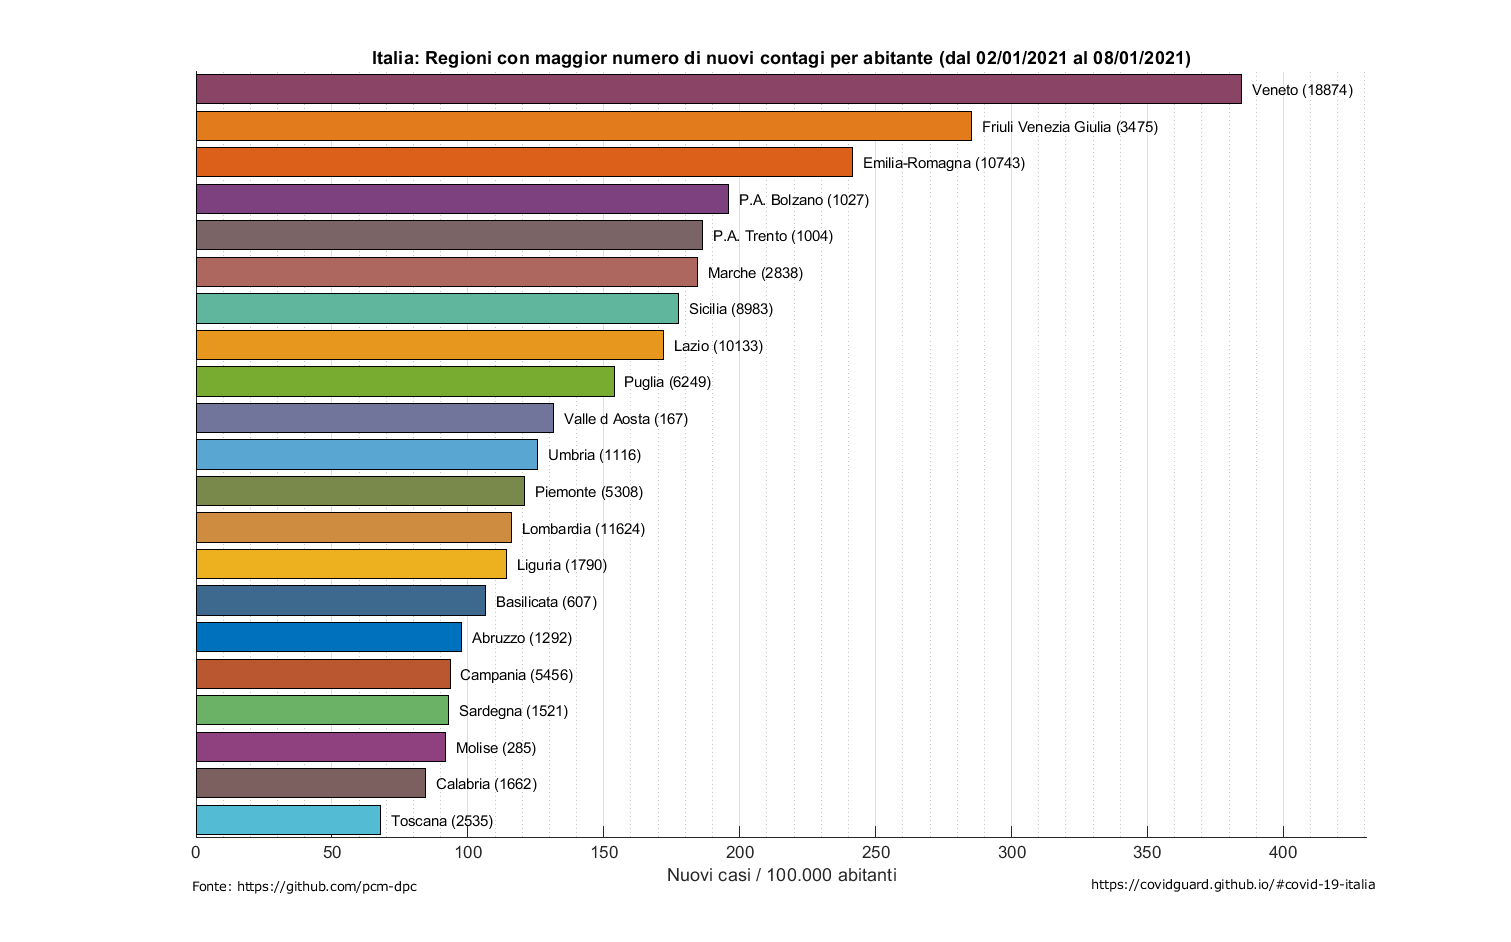 Italia: Regioni con maggior numero di nuovi contagi per abitante (dal 02/01/2021 al 08/01/2021)
Veneto (18874)
Friuli Venezia Giulia (3475)
Emilia-Romagna (10743)
P.A. Bolzano (1027)
P.A. Trento (1004)
Marche (2838)
Sicilia (8983)
Lazio (10133)
Puglia (6249)
Valle d Aosta (167)
Umbria (1116)
Piemonte (5308)
Lombardia (11624)
Liguria (1790)
Basilicata (607)
Abruzzo (1292)
Campania (5456)
Sardegna (1521)
Molise (285)
Calabria (1662)
Toscana (2535)
0 50 100 150 200 250 300 350 400
Nuovi casi / 100.000 abitanti
Fonte: https://github.com/pcm-dpc
https://covidguard.github.io/#covid-19-italia